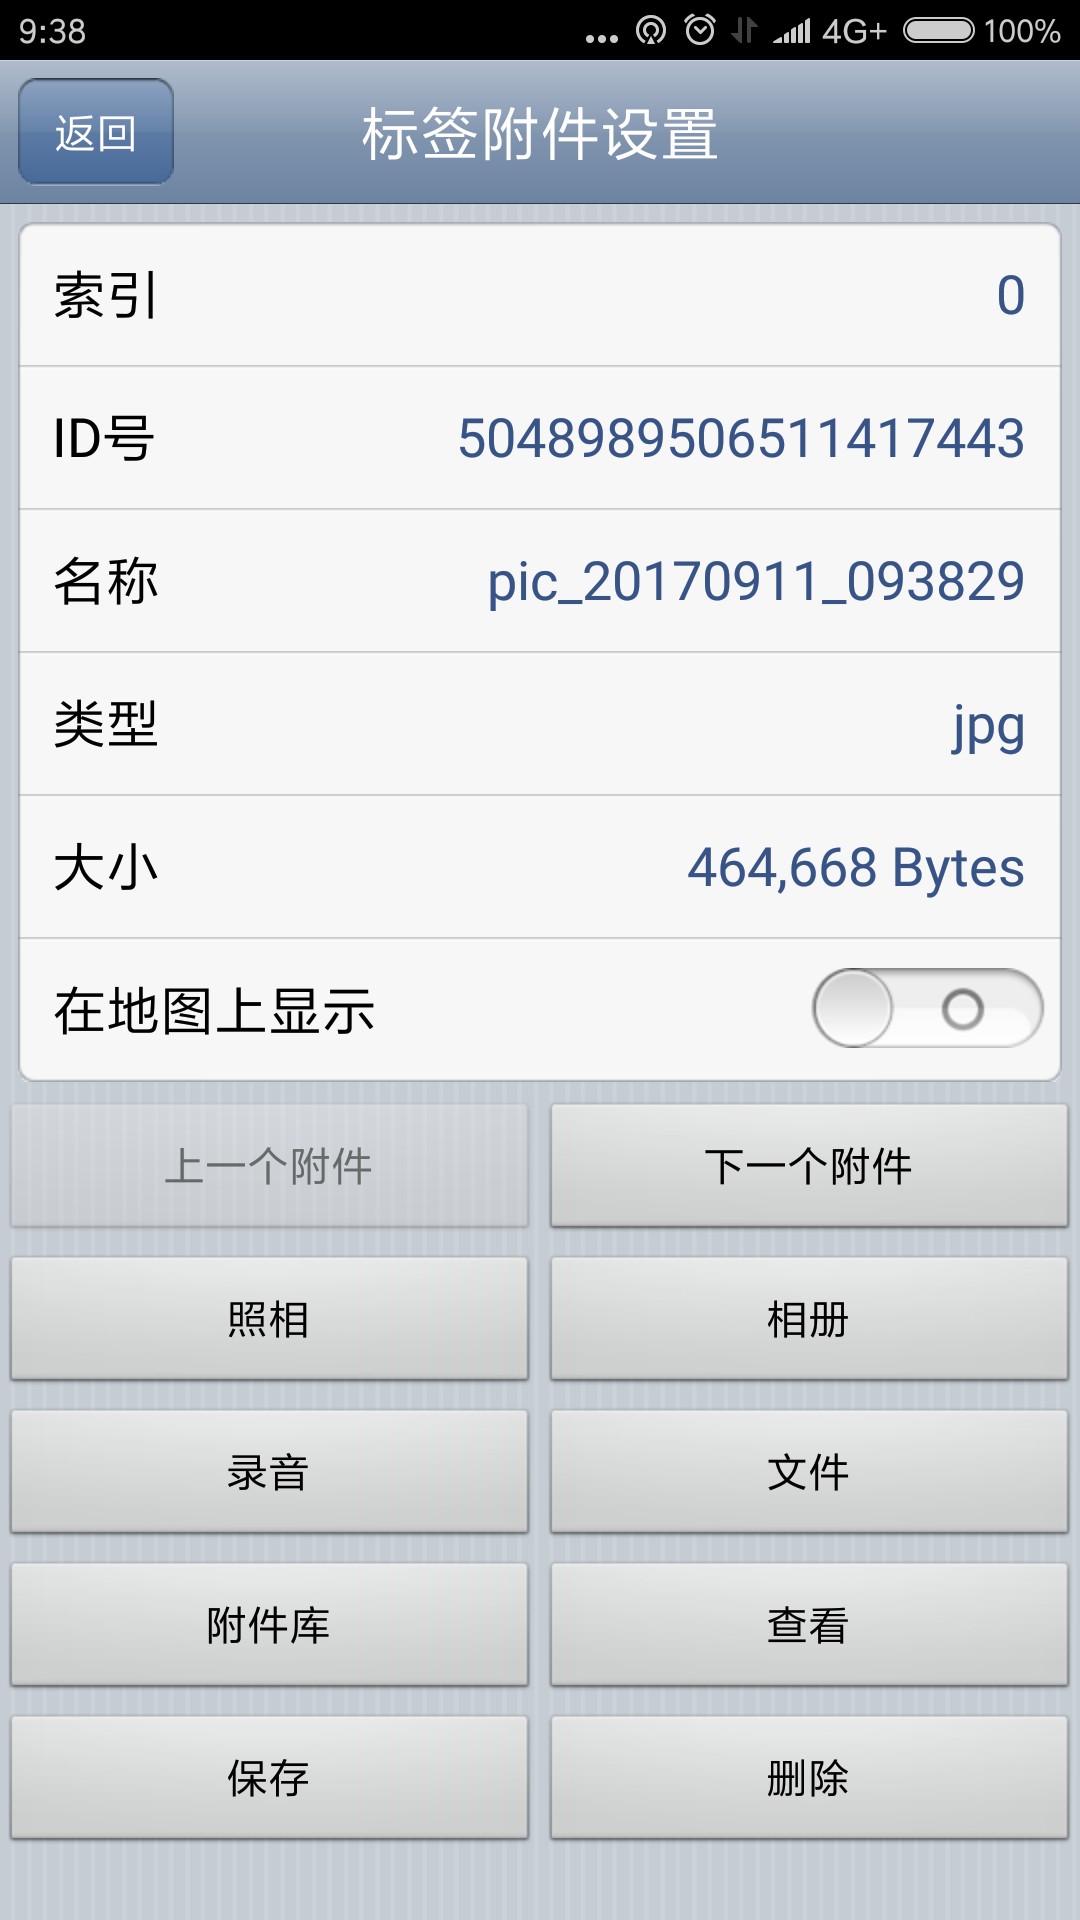 9:38 ... 4G+ 100%
返回 标签附件设置
索引 0
ID号 5048989506511417443
名称 pic_20170911_093829
类型 jpg
大小 464,668 Bytes
在地图上显示
上一个附件 下一个附件
照相 相册
录音 文件
附件库 查看
保存 删除